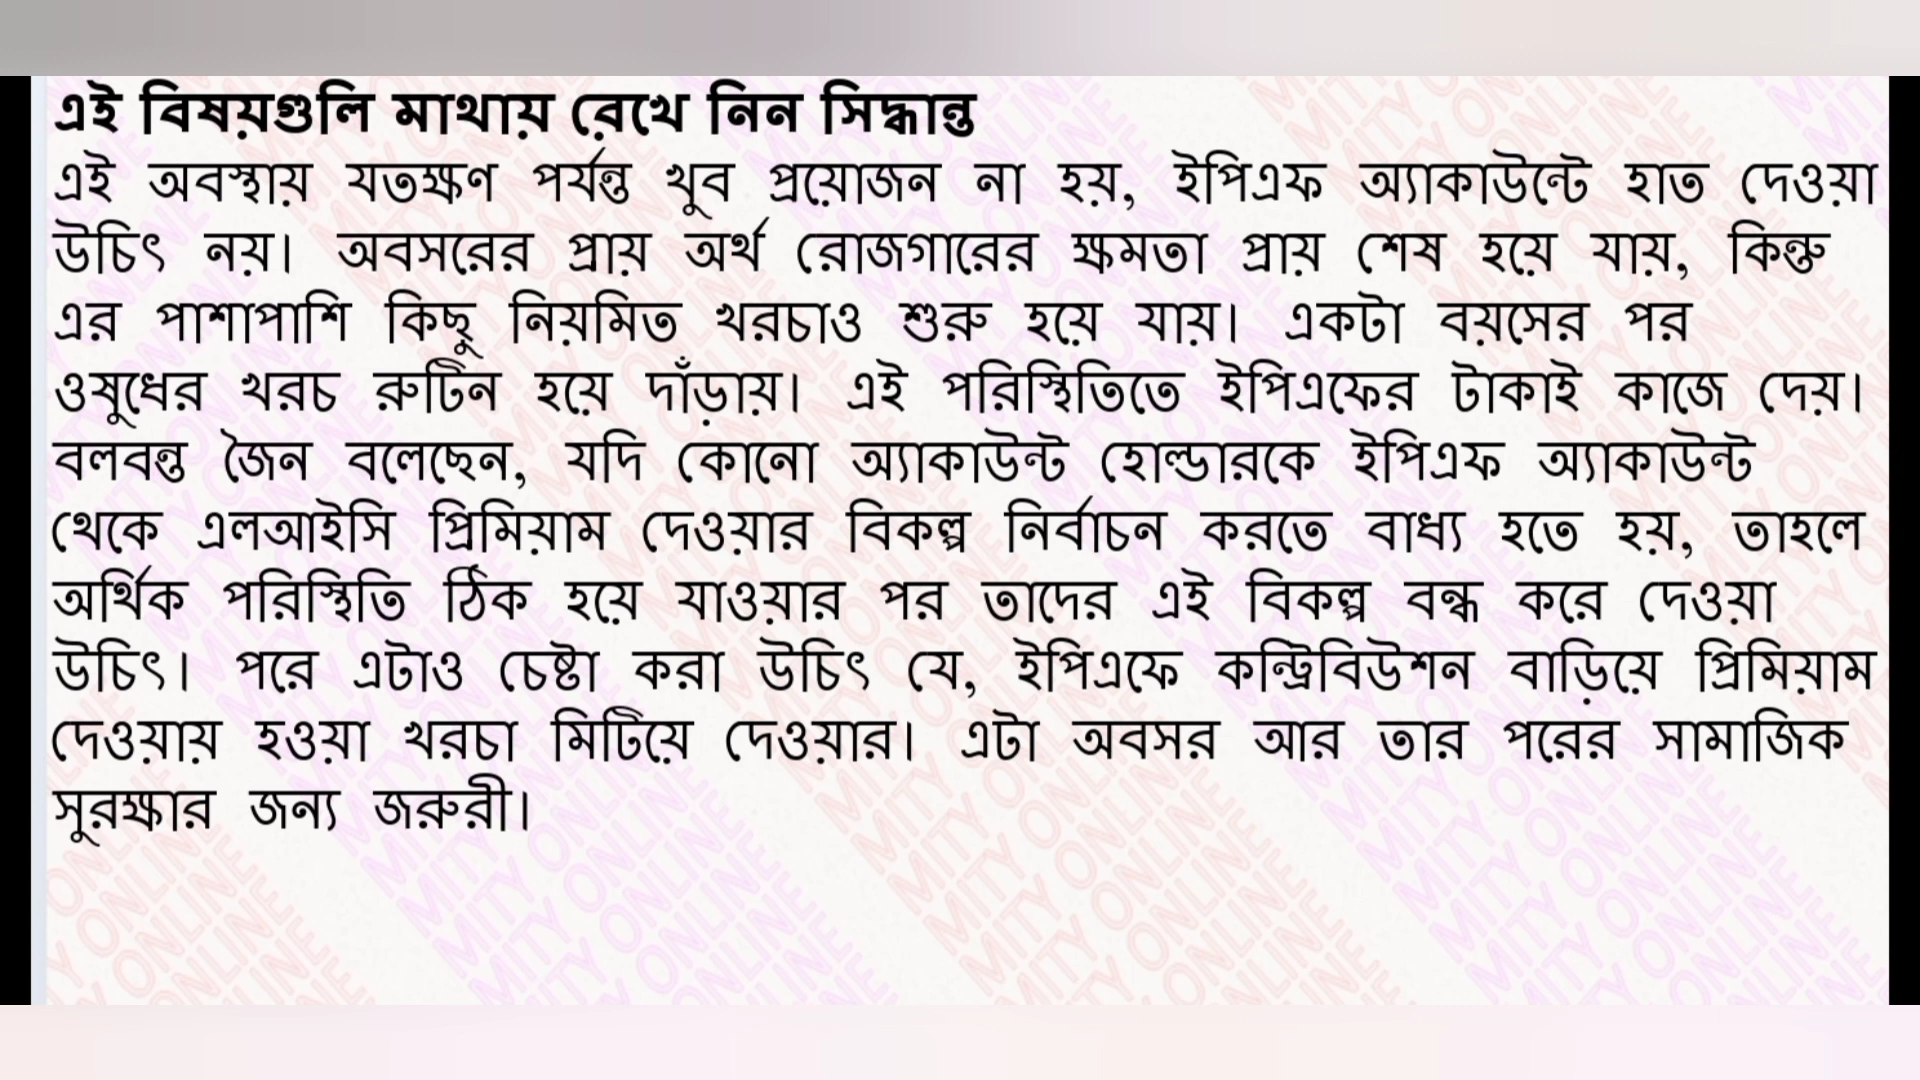 এই বিষয়গুলি মাথায় রেখে নিন সিদ্ধান্ত
এই অবস্থায় যতক্ষণ পর্যন্ত খুব প্রয়োজন না হয়, ইপিএফ অ্যাকাউন্টে হাত দেওয়া
উচিৎ নয়। অবসরের প্রায় অর্থ রোজগারের ক্ষমতা প্রায় শেষ হয়ে যায়, কিন্তু
এর পাশাপাশি কিছু নিয়মিত খরচাও শুরু হয়ে যায়। একটা বয়সের পর
ওষুধের খরচ রুটিন হয়ে দাঁড়ায়। এই পরিস্থিতিতে ইপিএফের টাকাই কাজে দেয়।
বলবন্ত জৈন বলেছেন, যদি কোনো অ্যাকাউন্ট হোল্ডারকে ইপিএফ অ্যাকাউন্ট
থেকে এলআইসি প্রিমিয়াম দেওয়ার বিকল্প নির্বাচন করতে বাধ্য হতে হয়, তাহলে
অর্থিক পরিস্থিতি ঠিক হয়ে যাওয়ার পর তাদের এই বিকল্প বন্ধ করে দেওয়া
উচিৎ। পরে এটাও চেষ্টা করা উচিৎ যে, ইপিএফে কন্ট্রিবিউশন বাড়িয়ে প্রিমিয়াম
দেওয়ায় হওয়া খরচা মিটিয়ে দেওয়ার। এটা অবসর আর তার পরের সামাজিক
সুরক্ষার জন্য জরুরী।
MITY ONLINE